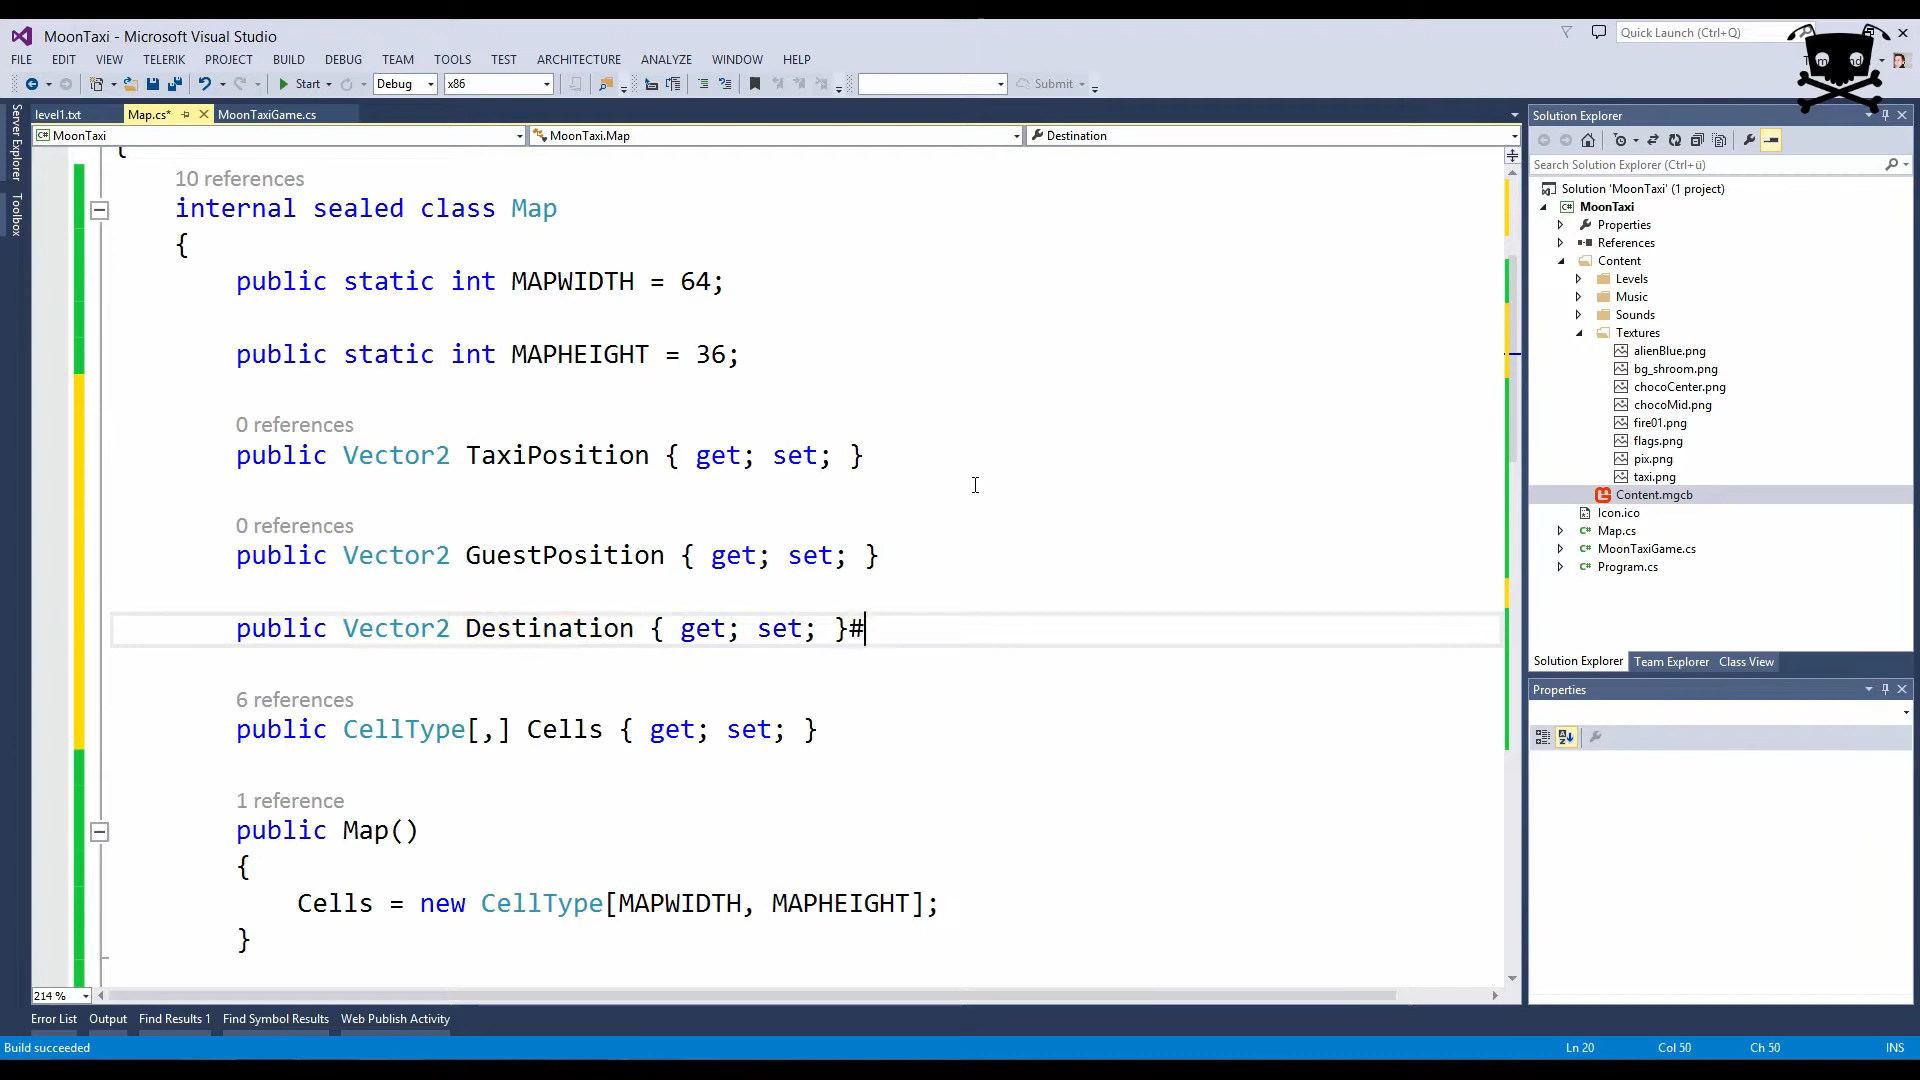 MoonTaxi - Microsoft Visual Studio
Quick Launch (Ctrl+Q)
FILE EDIT VIEW TELERIK PROJECT BUILD DEBUG TEAM TOOLS TEST ARCHITECTURE ANALYZE WINDOW HELP
Start Debug x86 Submit
level1.txt Map.cs* MoonTaxiGame.cs
MoonTaxi MoonTaxi.Map Destination
Server Explorer
Toolbox
{
10 references
internal sealed class Map
{
public static int MAPWIDTH = 64;
public static int MAPHEIGHT = 36;
0 references
public Vector2 TaxiPosition { get; set; }
0 references
public Vector2 GuestPosition { get; set; }
public Vector2 Destination { get; set; }#
6 references
public CellType[,] Cells { get; set; }
1 reference
public Map()
{
Cells = new CellType[MAPWIDTH, MAPHEIGHT];
}
214 %
Solution Explorer
Search Solution Explorer (Ctrl+ü)
Solution 'MoonTaxi' (1 project)
MoonTaxi
Properties
References
Content
Levels
Music
Sounds
Textures
alienBlue.png
bg_shroom.png
chocoCenter.png
chocoMid.png
fire01.png
flags.png
pix.png
taxi.png
Content.mgcb
Icon.ico
Map.cs
MoonTaxiGame.cs
Program.cs
Solution Explorer Team Explorer Class View
Properties
Error List Output Find Results 1 Find Symbol Results Web Publish Activity
Build succeeded Ln 20 Col 50 Ch 50 INS